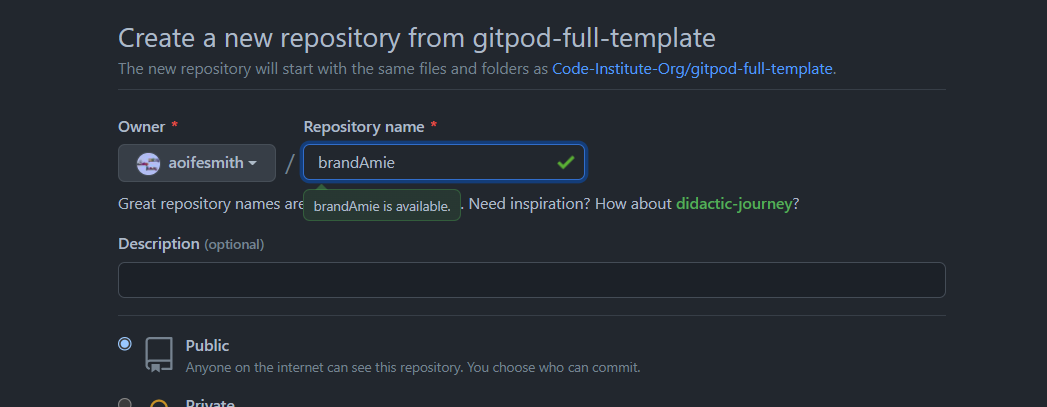 Create a new repository from gitpod-full-template
The new repository will start with the same files and folders as Code-Institute-Org/gitpod-full-template.
Owner *
Repository name *
aoifesmith
/
brandAmie
Great repository names are . Need inspiration? How about didactic-journey?
brandAmie is available.
Description (optional)
Public
Anyone on the internet can see this repository. You choose who can commit.
Private